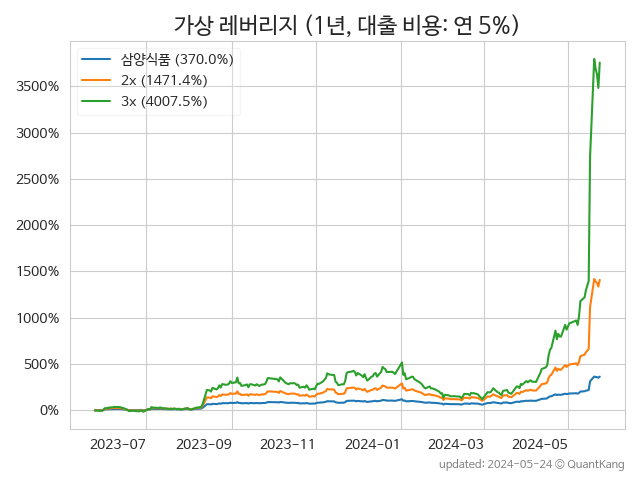 가상 레버리지 (1년, 대출 비용: 연 5%)
삼양식품 (370.0%)
2x (1471.4%)
3x (4007.5%)
3500%
3000%
2500%
2000%
1500%
1000%
500%
0%
2023-07 2023-09 2023-11 2024-01 2024-03 2024-05
updated: 2024-05-24 © QuantKang